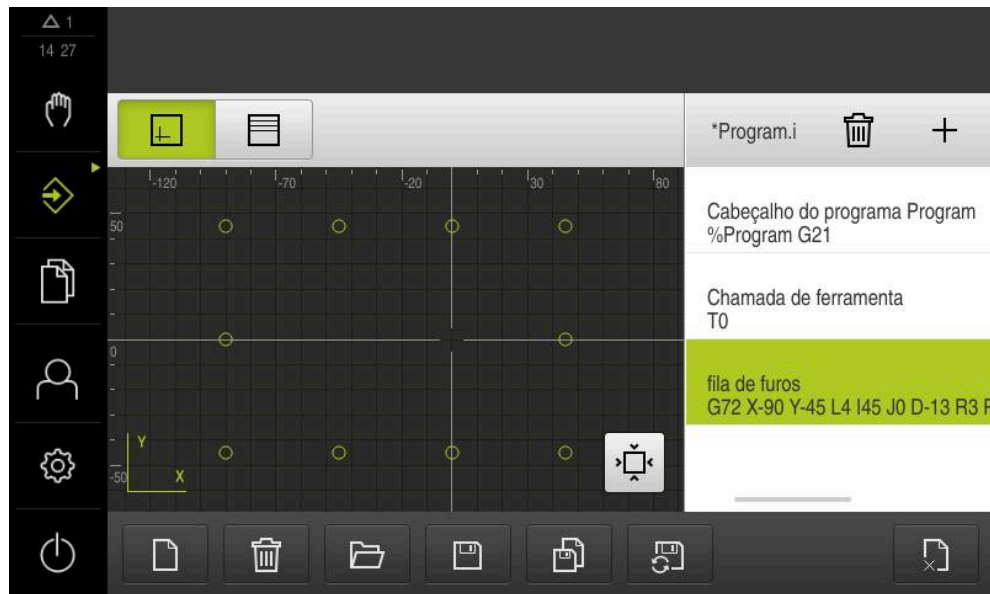 1
14 27
*Program.i
-120 -70 -20 30 80
50
Cabeçalho do programa Program
%Program G21
Chamada de ferramenta
T0
0
fila de furos
G72 X-90 Y-45 L4 I45 J0 D-13 R3
Y
X
-50